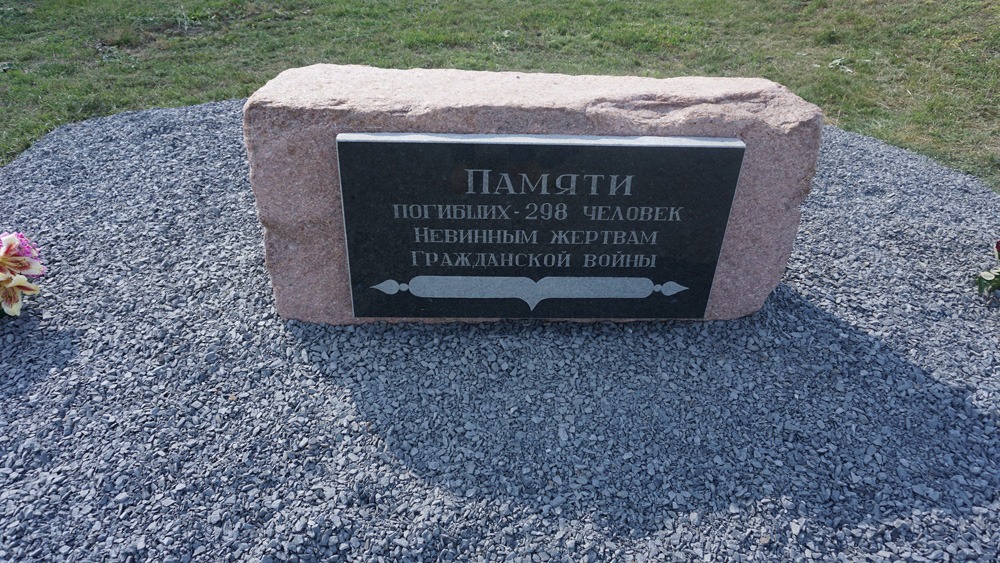 Памяти
погибших - 298 человек
Невинным жертвам
Гражданской войны